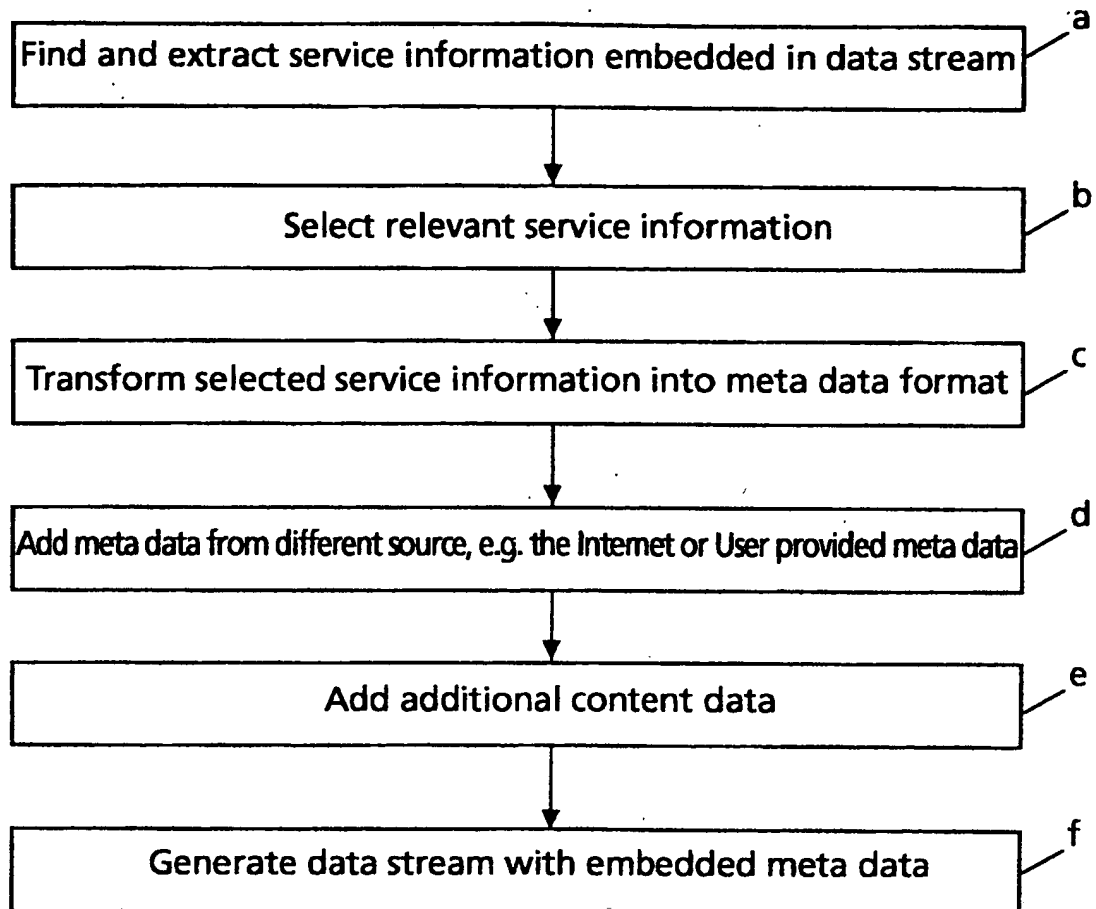 a
Find and extract service information embedded in data stream
b
Select relevant service information
c
Transform selected service information into meta data format
d
Add meta data from different source, e.g. the Internet or User provided meta data
e
Add additional content data
f
Generate data stream with embedded meta data